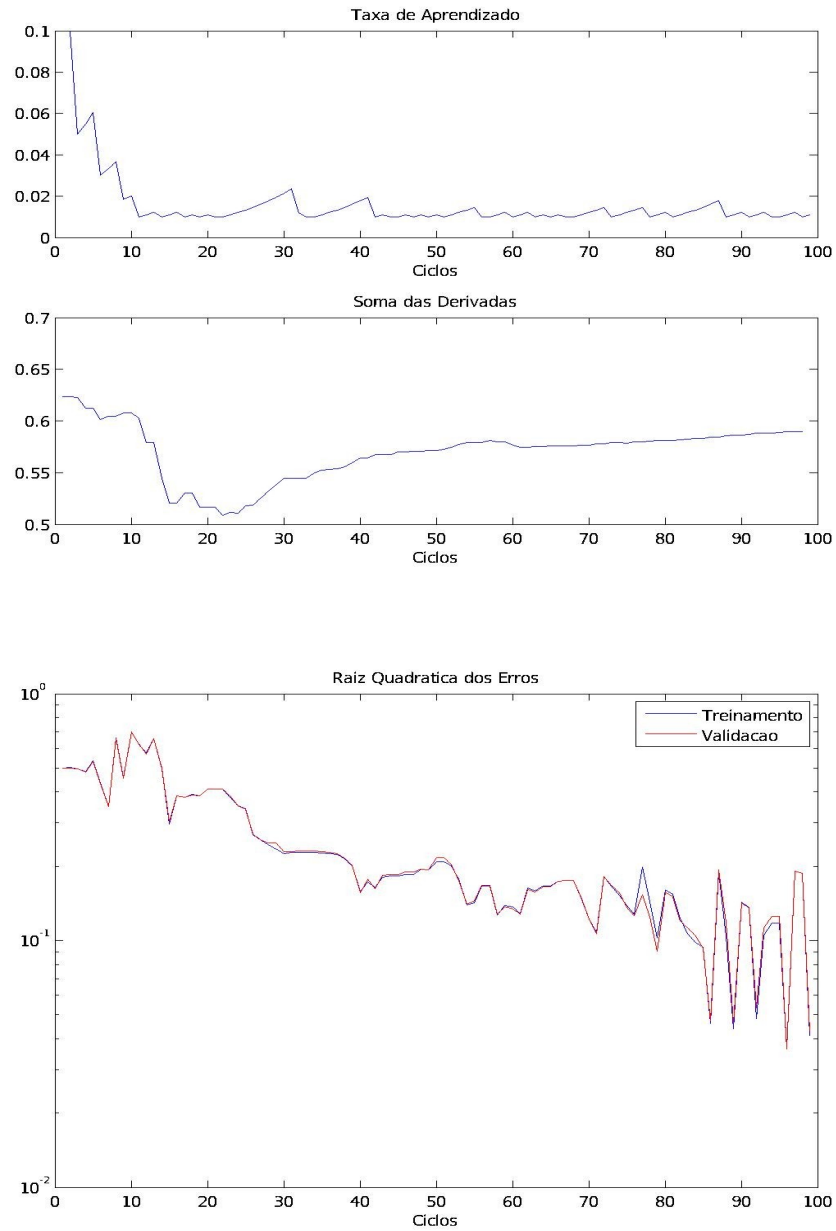 Taxa de Aprendizado
0.1
0.08
0.06
0.04
0.02
0
0 10 20 30 40 50 60 70 80 90 100
Ciclos
Soma das Derivadas
0.7
0.65
0.6
0.55
0.5
0 10 20 30 40 50 60 70 80 90 100
Ciclos
Raiz Quadratica dos Erros
10^0
Treinamento
Validacao
10^-1
10^-2
0 10 20 30 40 50 60 70 80 90 100
Ciclos